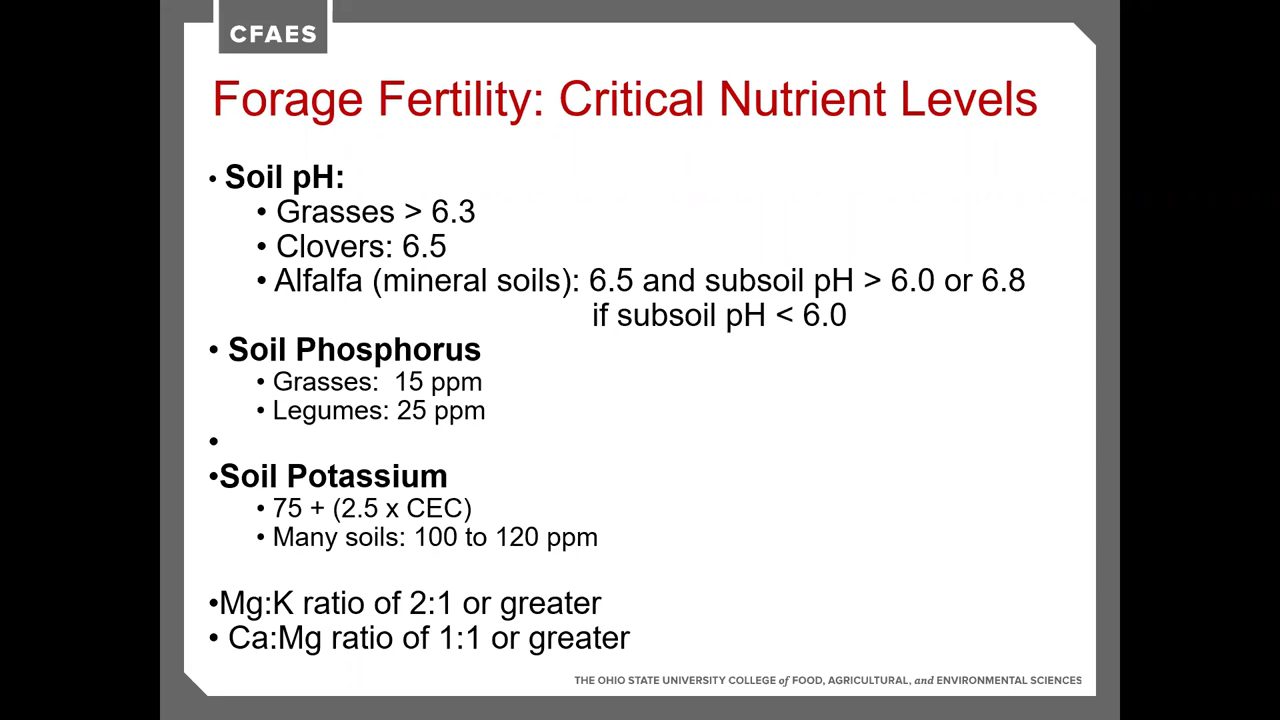 CFAES
Forage Fertility: Critical Nutrient Levels
• Soil pH:
• Grasses > 6.3
• Clovers: 6.5
• Alfalfa (mineral soils): 6.5 and subsoil pH > 6.0 or 6.8
if subsoil pH < 6.0
• Soil Phosphorus
• Grasses:  15 ppm
• Legumes: 25 ppm
•
•Soil Potassium
• 75 + (2.5 x CEC)
• Many soils: 100 to 120 ppm
•Mg:K ratio of 2:1 or greater
• Ca:Mg ratio of 1:1 or greater
THE OHIO STATE UNIVERSITY COLLEGE of FOOD, AGRICULTURAL, and ENVIRONMENTAL SCIENCES